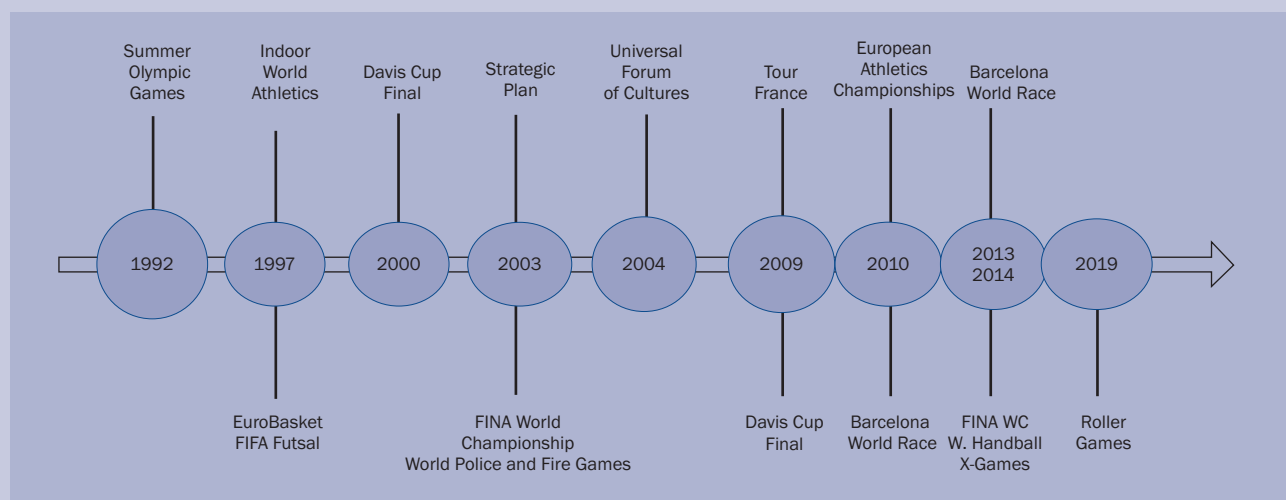 Summer
Olympic
Games
Indoor
World
Athletics
Davis Cup
Final
Strategic
Plan
Universal
Forum
of Cultures
Tour
France
European
Athletics
Championships
Barcelona
World Race
1992
1997
2000
2003
2004
2009
2010
2013
2014
2019
EuroBasket
FIFA Futsal
FINA World
Championship
World Police and Fire Games
Davis Cup
Final
Barcelona
World Race
FINA WC
W. Handball
X-Games
Roller
Games